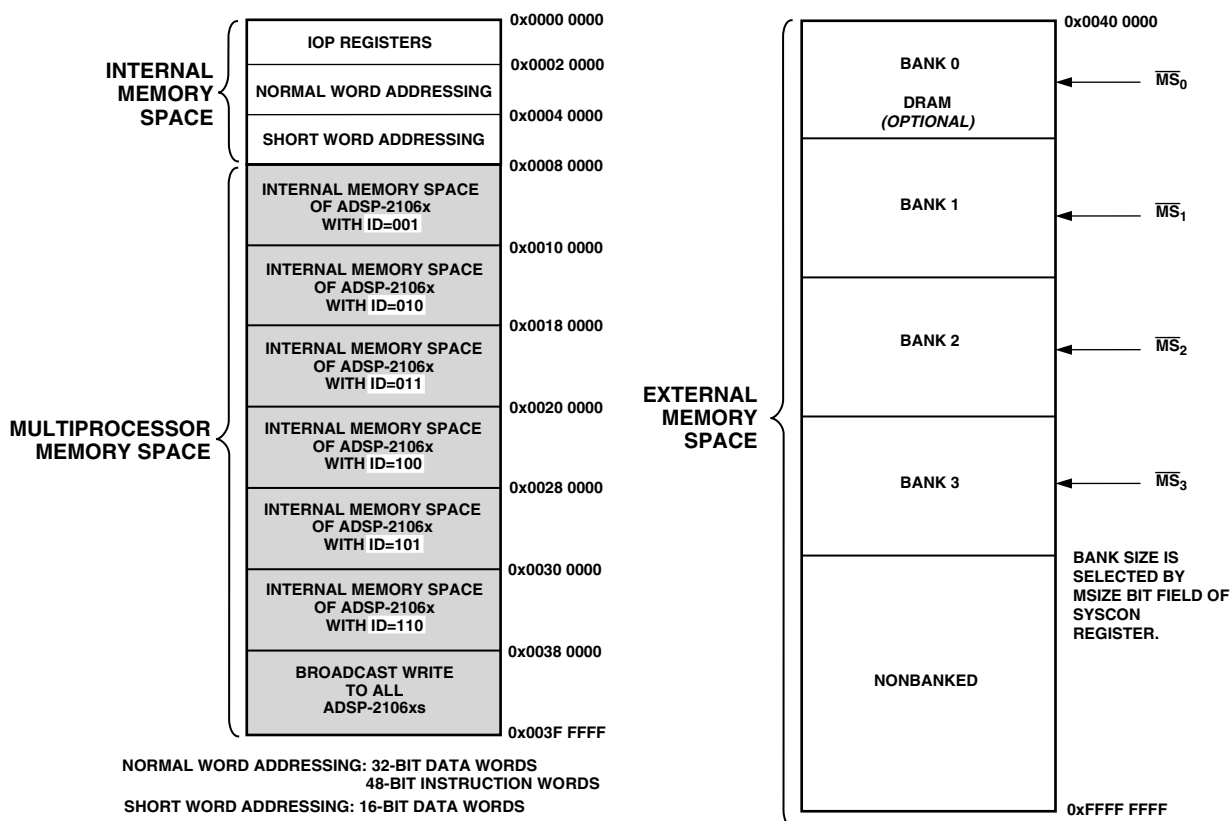 0x0000 0000
IOP REGISTERS
0x0002 0000
INTERNAL
MEMORY
SPACE
NORMAL WORD ADDRESSING
0x0004 0000
SHORT WORD ADDRESSING
0x0008 0000
INTERNAL MEMORY SPACE
OF ADSP-2106x
WITH ID=001
0x0010 0000
INTERNAL MEMORY SPACE
OF ADSP-2106x
WITH ID=010
0x0018 0000
INTERNAL MEMORY SPACE
OF ADSP-2106x
WITH ID=011
0x0020 0000
MULTIPROCESSOR
MEMORY SPACE
INTERNAL MEMORY SPACE
OF ADSP-2106x
WITH ID=100
0x0028 0000
INTERNAL MEMORY SPACE
OF ADSP-2106x
WITH ID=101
0x0030 0000
INTERNAL MEMORY SPACE
OF ADSP-2106x
WITH ID=110
0x0038 0000
BROADCAST WRITE
TO ALL
ADSP-2106xs
0x003F FFFF
NORMAL WORD ADDRESSING: 32-BIT DATA WORDS
48-BIT INSTRUCTION WORDS
SHORT WORD ADDRESSING: 16-BIT DATA WORDS
0x0040 0000
BANK 0
DRAM
(OPTIONAL)
MS0
BANK 1
MS1
BANK 2
MS2
EXTERNAL
MEMORY
SPACE
BANK 3
MS3
BANK SIZE IS
SELECTED BY
MSIZE BIT FIELD OF
SYSCON
REGISTER.
NONBANKED
0xFFFF FFFF